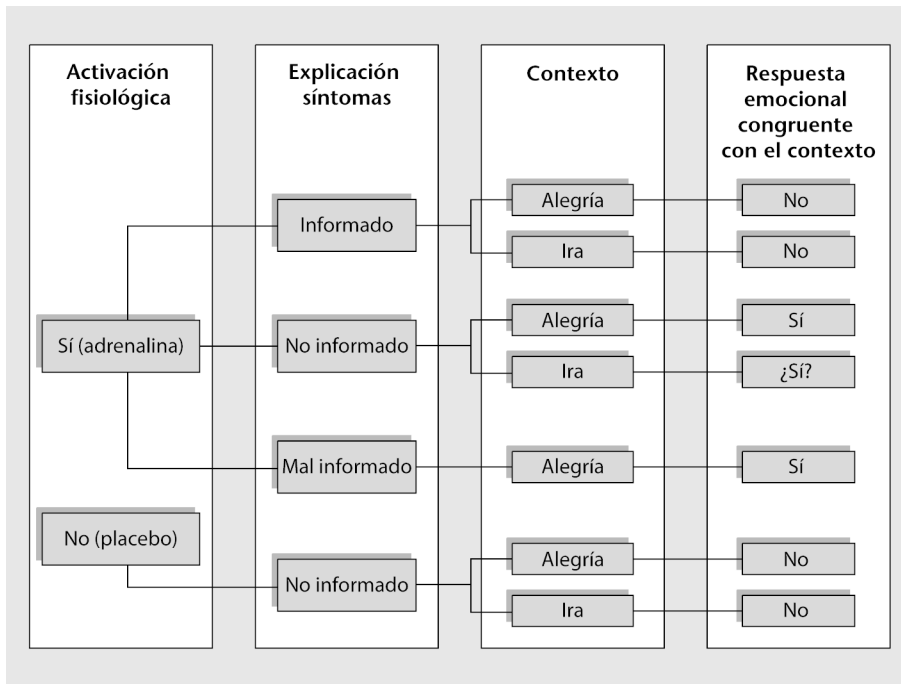 Activación
fisiológica
Explicación
síntomas
Contexto
Respuesta
emocional
congruente
con el contexto
Informado
Alegría
No
Ira
No
Sí (adrenalina)
No informado
Alegría
Sí
Ira
¿Sí?
Mal informado
Alegría
Sí
No (placebo)
No informado
Alegría
No
Ira
No